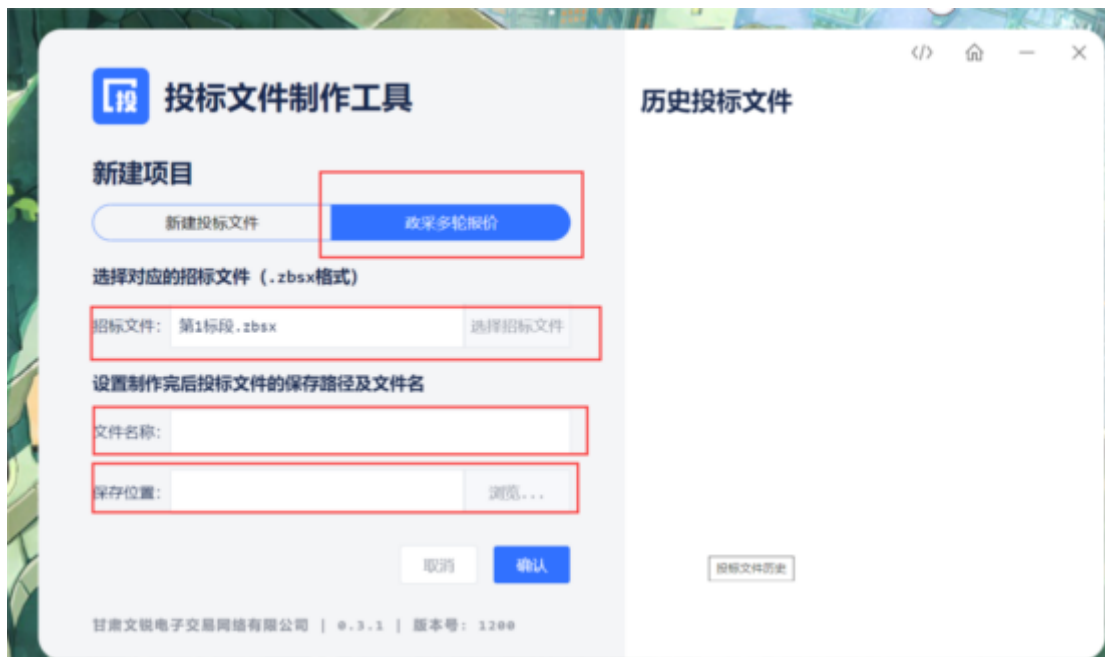 投标文件制作工具
新建项目
新建投标文件
政采多轮报价
选择对应的招标文件（.zbsx格式）
招标文件：
第1标段.zbsx
选择招标文件
设置制作完后投标文件的保存路径及文件名
文件名称：
保存位置：
浏览...
取消
确认
甘肃文锐电子交易网络有限公司 | 0.3.1 | 版本号：1200
历史投标文件
投标文件历史